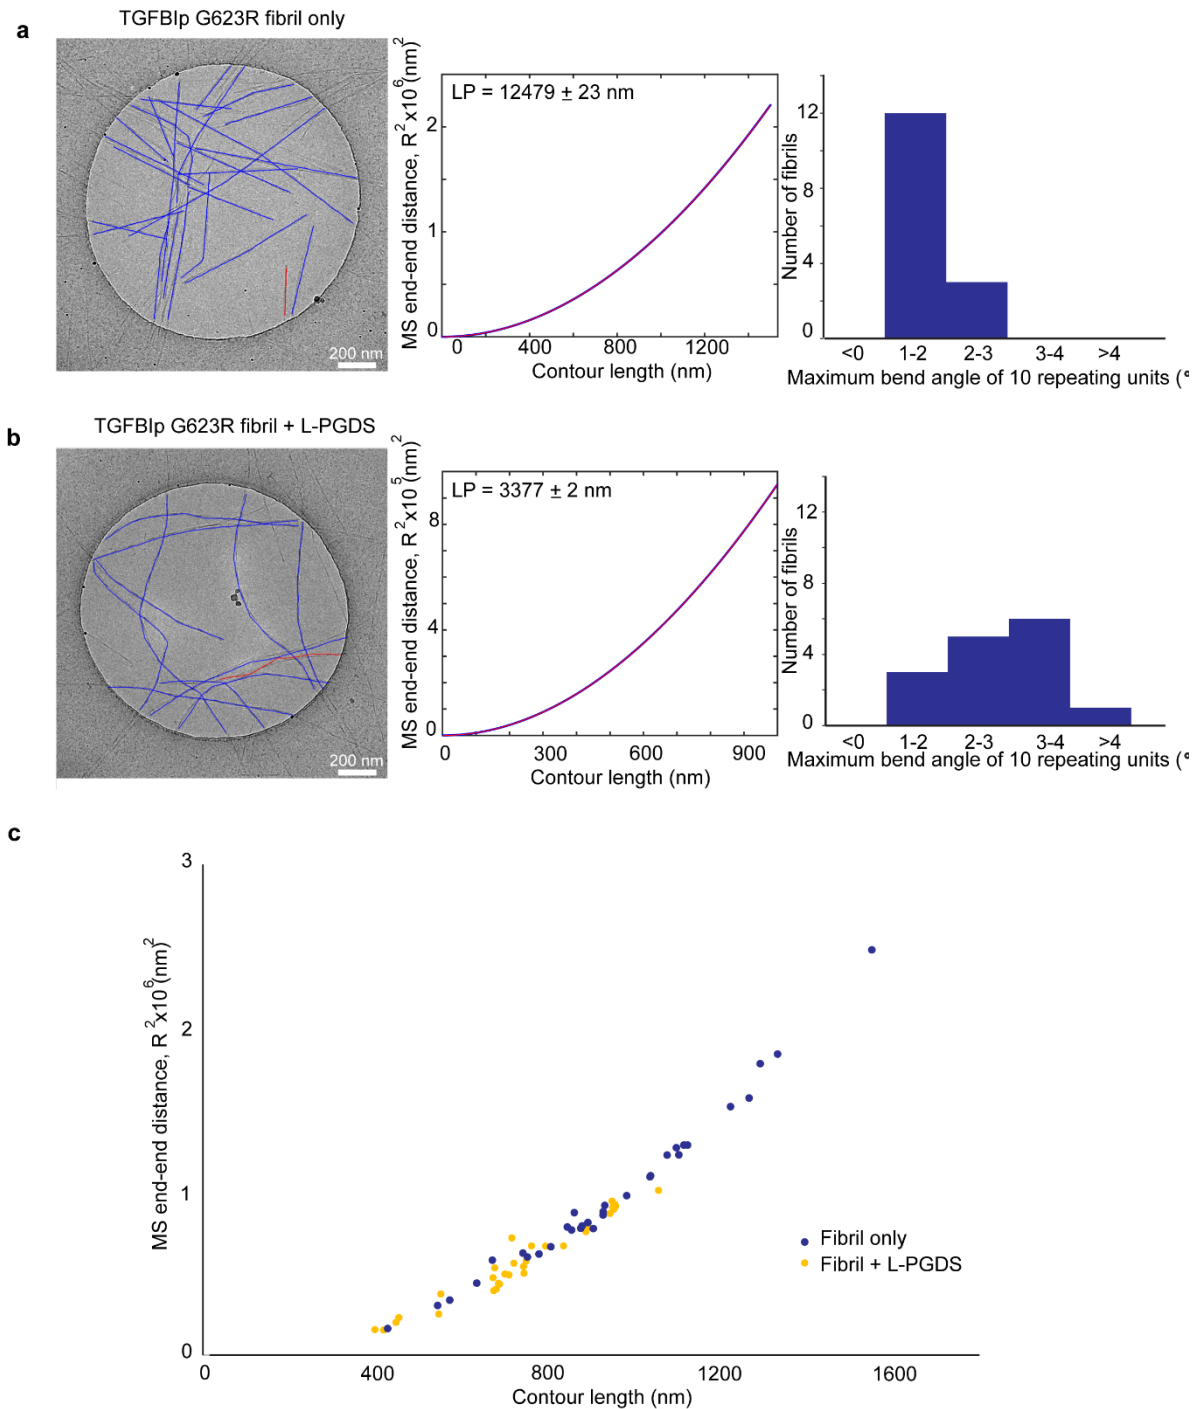 a
TGFBIp G623R fibril only
200 nm
MS end-end distance, R²x10⁶(nm)²
LP = 12479 ± 23 nm
2
1
0
0 400 800 1200
Contour length (nm)
Number of fibrils
12
8
4
0
<0 1-2 2-3 3-4 >4
Maximum bend angle of 10 repeating units (°
b
TGFBIp G623R fibril + L-PGDS
200 nm
MS end-end distance, R²x10⁵(nm)²
LP = 3377 ± 2 nm
8
4
0
0 300 600 900
Contour length (nm)
Number of fibrils
12
8
4
0
<0 1-2 2-3 3-4 >4
Maximum bend angle of 10 repeating units (°
c
MS end-end distance, R²x10⁶(nm)²
3
2
1
0
0 400 800 1200 1600
Contour length (nm)
Fibril only
Fibril + L-PGDS